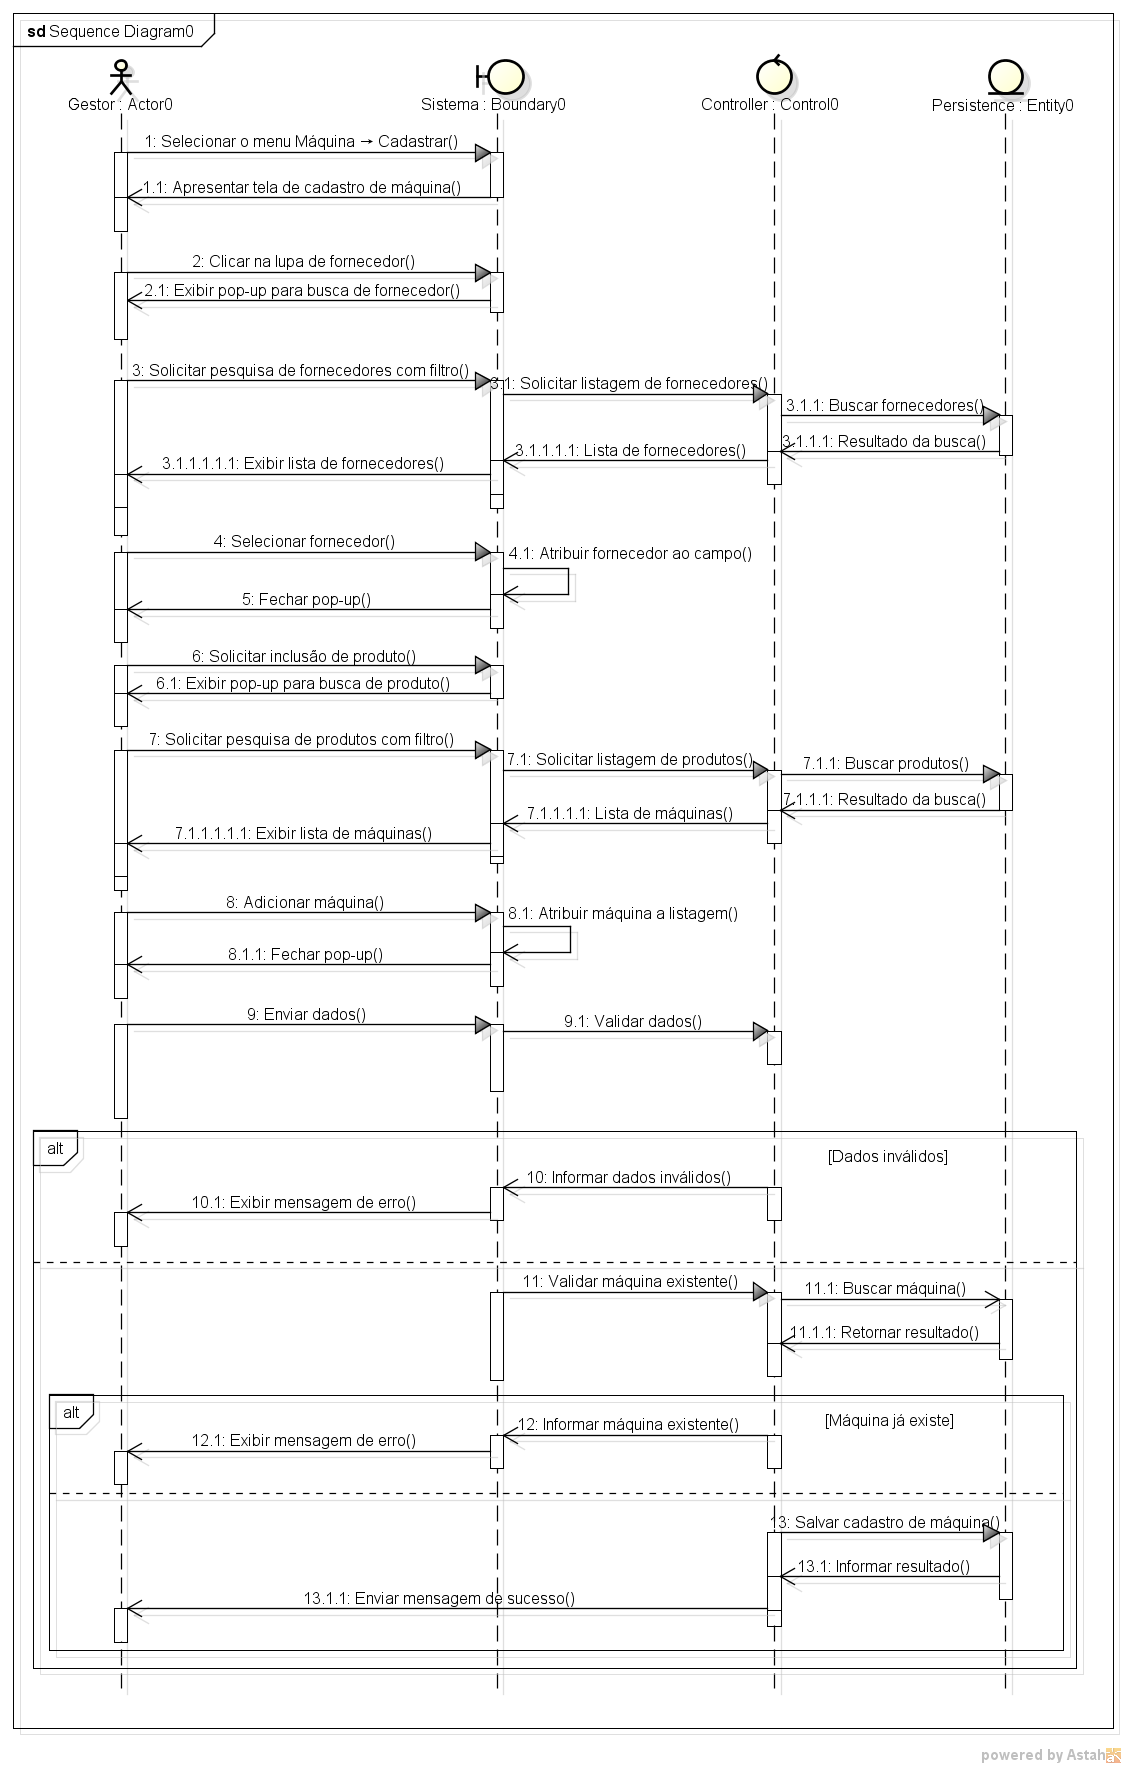 sd Sequence Diagram0
Gestor : Actor0
Sistema : Boundary0
Controller : Control0
Persistence : Entity0
1: Selecionar o menu Máquina → Cadastrar()
1.1: Apresentar tela de cadastro de máquina()
2: Clicar na lupa de fornecedor()
2.1: Exibir pop-up para busca de fornecedor()
3: Solicitar pesquisa de fornecedores com filtro()
3.1: Solicitar listagem de fornecedores()
3.1.1: Buscar fornecedores()
3.1.1.1: Resultado da busca()
3.1.1.1.1: Lista de fornecedores()
3.1.1.1.1.1: Exibir lista de fornecedores()
4: Selecionar fornecedor()
4.1: Atribuir fornecedor ao campo()
5: Fechar pop-up()
6: Solicitar inclusão de produto()
6.1: Exibir pop-up para busca de produto()
7: Solicitar pesquisa de produtos com filtro()
7.1: Solicitar listagem de produtos()
7.1.1: Buscar produtos()
7.1.1.1: Resultado da busca()
7.1.1.1.1: Lista de máquinas()
7.1.1.1.1.1: Exibir lista de máquinas()
8: Adicionar máquina()
8.1: Atribuir máquina a listagem()
8.1.1: Fechar pop-up()
9: Enviar dados()
9.1: Validar dados()
alt
[Dados inválidos]
10: Informar dados inválidos()
10.1: Exibir mensagem de erro()
11: Validar máquina existente()
11.1: Buscar máquina()
11.1.1: Retornar resultado()
alt
[Máquina já existe]
12: Informar máquina existente()
12.1: Exibir mensagem de erro()
13: Salvar cadastro de máquina()
13.1: Informar resultado()
13.1.1: Enviar mensagem de sucesso()
powered by Astah